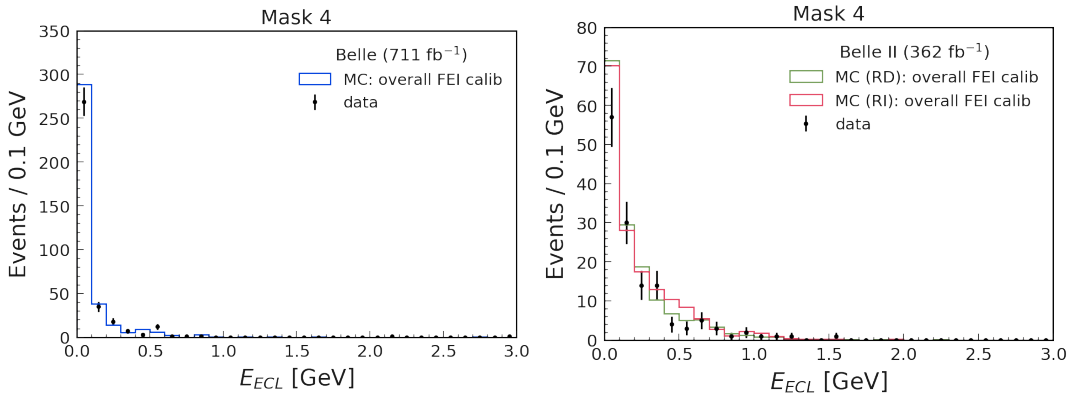 Mask 4
Belle (711 fb⁻¹)
MC: overall FEI calib
data
Events / 0.1 GeV
350
300
250
200
150
100
50
0
0.0 0.5 1.0 1.5 2.0 2.5 3.0
E_ECL [GeV]
Mask 4
Belle II (362 fb⁻¹)
MC (RD): overall FEI calib
MC (RI): overall FEI calib
data
Events / 0.1 GeV
80
70
60
50
40
30
20
10
0
0.0 0.5 1.0 1.5 2.0 2.5 3.0
E_ECL [GeV]